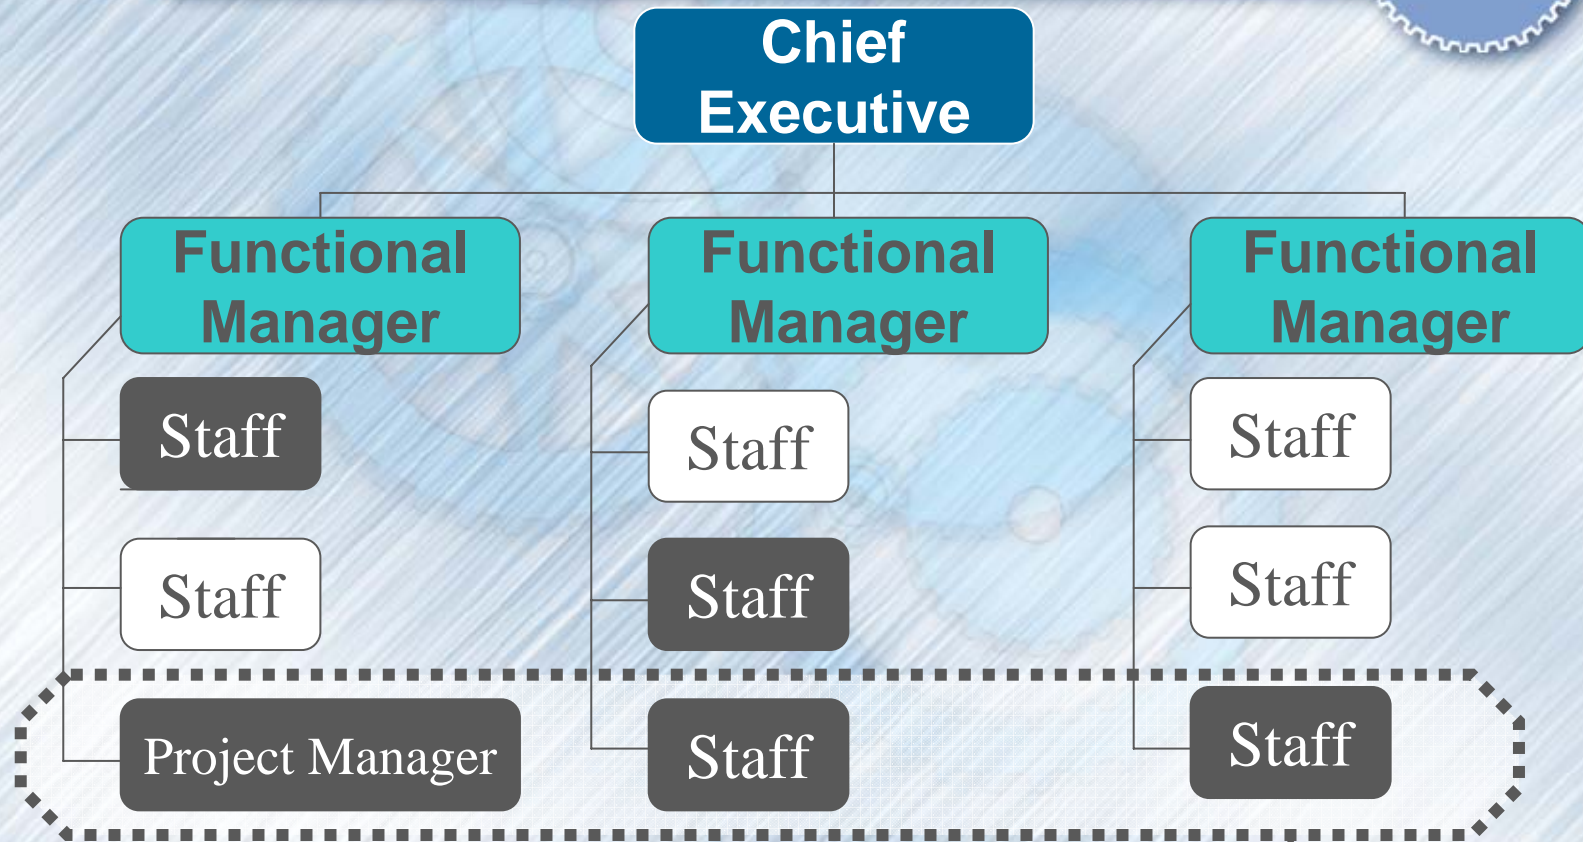 Chief
Executive
Functional
Manager
Functional
Manager
Functional
Manager
Staff
Staff
Staff
Staff
Staff
Staff
Project Manager
Staff
Staff